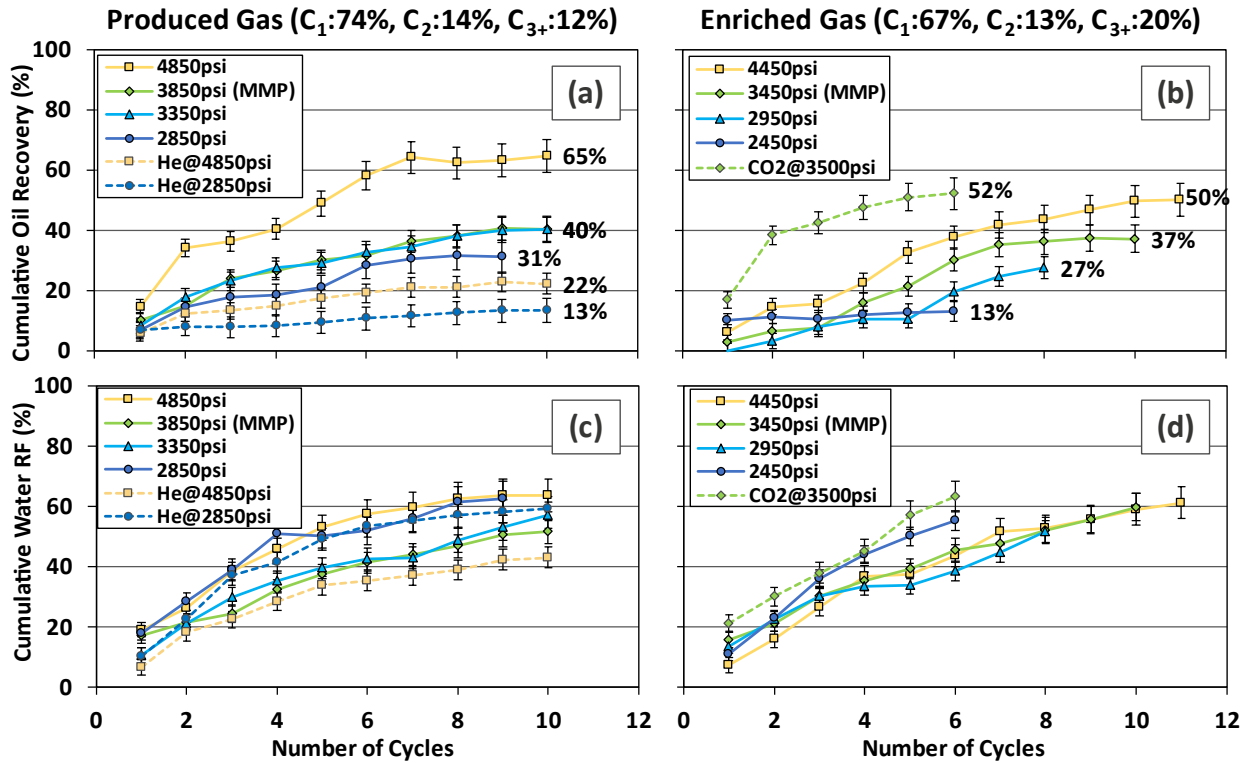 Produced Gas (C1:74%, C2:14%, C3+:12%)
Enriched Gas (C1:67%, C2:13%, C3+:20%)
Cumulative Oil Recovery (%)
100
80
60
40
20
0
4850psi
3850psi (MMP)
3350psi
2850psi
He@4850psi
He@2850psi
(a)
65%
40%
31%
22%
13%
4450psi
3450psi (MMP)
2950psi
2450psi
CO2@3500psi
(b)
52%
50%
37%
27%
13%
Cumulative Water RF (%)
100
80
60
40
20
0
4850psi
3850psi (MMP)
3350psi
2850psi
He@4850psi
He@2850psi
(c)
0 2 4 6 8 10 12
Number of Cycles
4450psi
3450psi (MMP)
2950psi
2450psi
CO2@3500psi
(d)
0 2 4 6 8 10 12
Number of Cycles